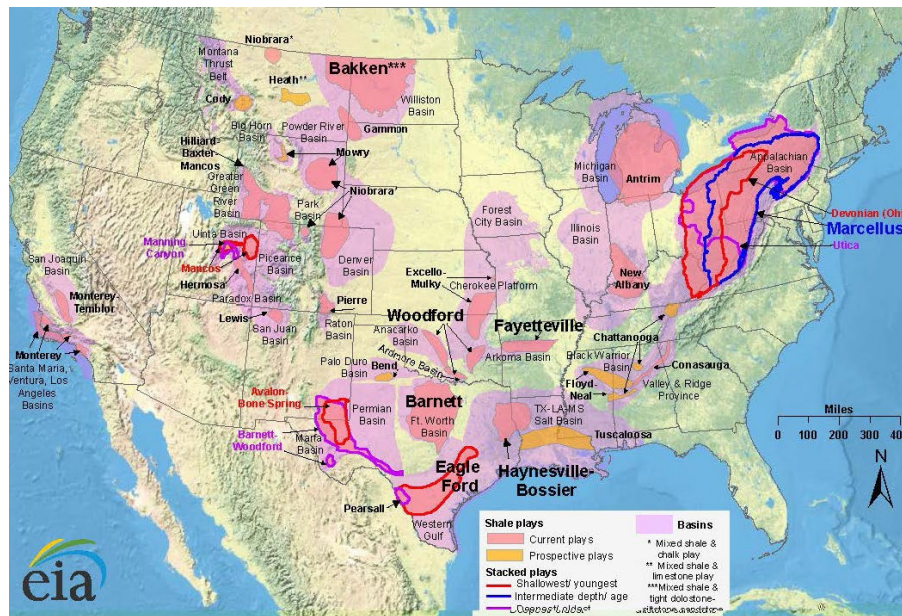 Niobrara*
Montana
Thrust
Belt
Bakken***
Heath**
Cody
Williston
Basin
Big Horn
Basin
Powder River
Basin
Gammon
Hilliard-
Baxter-
Mancos
Mowry
Greater
Green
River
Basin
Niobrara*
Park
Basin
Michigan
Basin
Antrim
Appalachian
Basin
Devonian (Oh
Marcellus
Utica
Forest
City Basin
Illinois
Basin
Uinta Basin
Manning
Canyon
Mancos
Piceance
Basin
Denver
Basin
San Joaquin
Basin
Hermosa
Excello-
Mulky
Cherokee Platform
New
Albany
Monterey-
Temblor
Paradox Basin
Pierre
Lewis
San Juan
Basin
Raton
Basin
Woodford
Anacarko
Basin
Fayetteville
Chattanooga
Monterey
Santa Maria,
Ventura, Los
Angeles
Basins
Palo Duro
Basin
Bend
Ardmore Basin
Arkoma Basin
Black Warrior
Basin
Conasauga
Floyd-
Neal
Valley & Ridge
Province
Avalon-
Bone Spring
Permian
Basin
Barnett
Ft. Worth
Basin
TX-LA-MS
Salt Basin
Tuscaloosa
Miles
0 100 200 300 40
Barnett-
Woodford
Marfa
Basin
Eagle
Ford
Haynesville-
Bossier
Pearsall
Western
Gulf
N
eia
Shale plays
Current plays
Prospective plays
Stacked plays
Shallowest/ youngest
Intermediate depth/ age
Deepest/oldest
Basins
* Mixed shale &
chalk play
** Mixed shale &
limestone play
***Mixed shale &
tight dolostone-